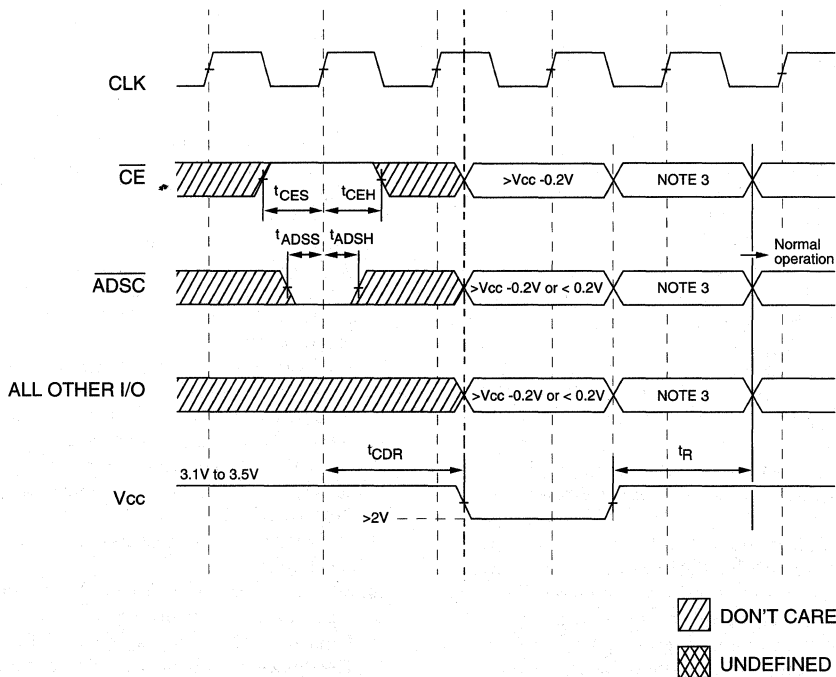 CLK
CE
>Vcc -0.2V
NOTE 3
tCES
tCEH
tADSS
tADSH
Normal
operation
ADSC
>Vcc -0.2V or < 0.2V
NOTE 3
ALL OTHER I/O
>Vcc -0.2V or < 0.2V
NOTE 3
tCDR
tR
3.1V to 3.5V
Vcc
>2V
DON'T CARE
UNDEFINED